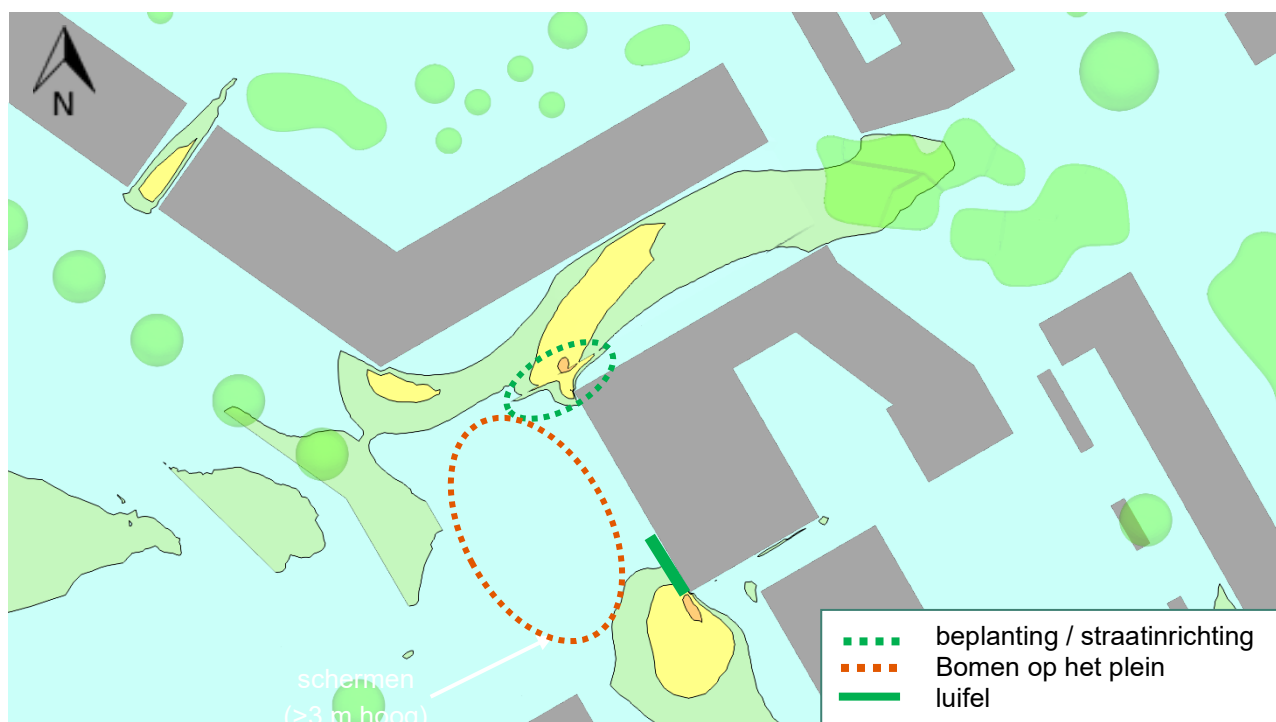 N
schermen
(>3 m hoog)
beplanting / straatinrichting
Bomen op het plein
luifel